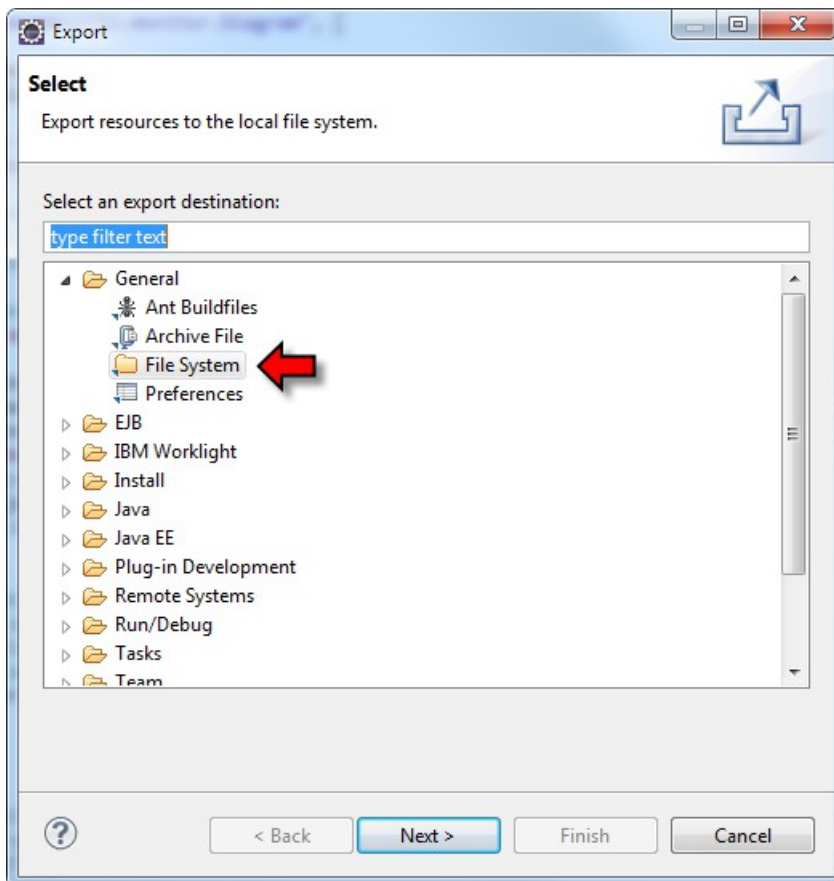 Export
Select
Export resources to the local file system.
Select an export destination:
type filter text
General
Ant Buildfiles
Archive File
File System
Preferences
EJB
IBM Worklight
Install
Java
Java EE
Plug-in Development
Remote Systems
Run/Debug
Tasks
Team
< Back Next > Finish Cancel